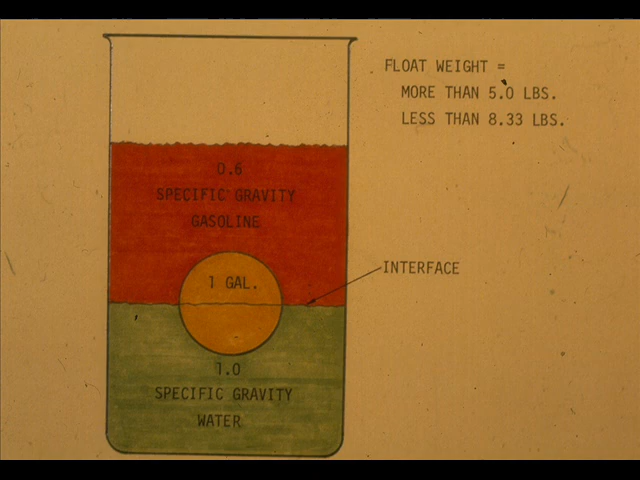 FLOAT WEIGHT =
MORE THAN 5.0 LBS.
LESS THAN 8.33 LBS.
0.6
SPECIFIC GRAVITY
GASOLINE
INTERFACE
1 GAL.
1.0
SPECIFIC GRAVITY
WATER